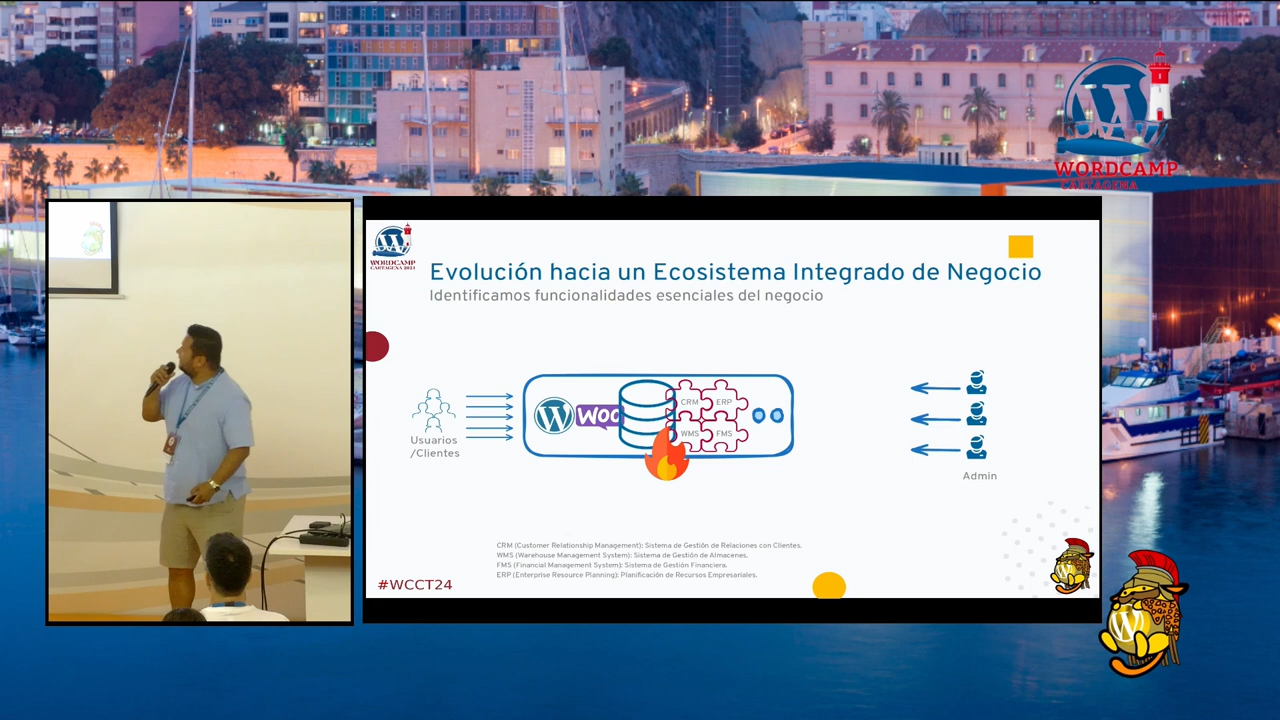 WORDCAMP
CARTAGENA
WORDCAMP
CARTAGENA 2023
Evolución hacia un Ecosistema Integrado de Negocio
Identificamos funcionalidades esenciales del negocio
Usuarios
/Clientes
WOO
CRM
ERP
WMS
FMS
Admin
CRM (Customer Relationship Management): Sistema de Gestión de Relaciones con Clientes.
WMS (Warehouse Management System): Sistema de Gestión de Almacenes.
FMS (Financial Management System): Sistema de Gestión Financiera.
ERP (Enterprise Resource Planning): Planificación de Recursos Empresariales.
#WCCT24